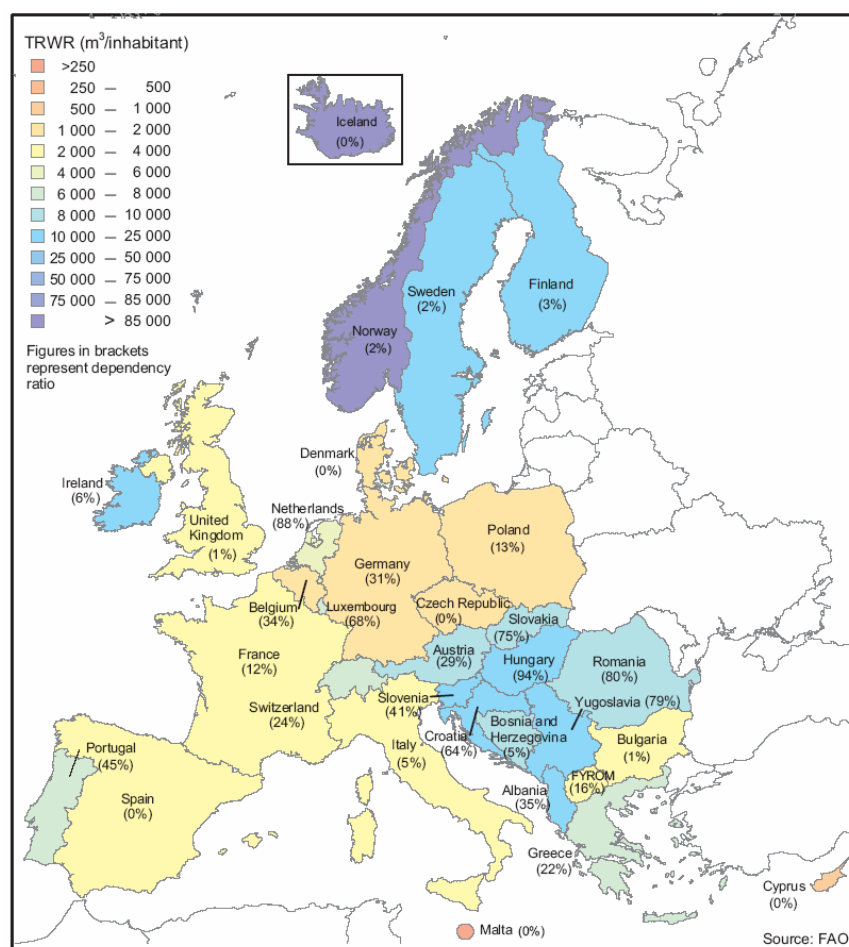 TRWR (m³/inhabitant)
>250
250 – 500
500 – 1 000
1 000 – 2 000
2 000 – 4 000
4 000 – 6 000
6 000 – 8 000
8 000 – 10 000
10 000 – 25 000
25 000 – 50 000
50 000 – 75 000
75 000 – 85 000
> 85 000
Figures in brackets
represent dependency
ratio
Iceland
(0%)
Sweden
(2%)
Finland
(3%)
Norway
(2%)
Denmark
(0%)
Ireland
(6%)
Netherlands
(88%)
United
Kingdom
(1%)
Poland
(13%)
Germany
(31%)
Belgium
(34%)
Luxembourg
(68%)
Czech Republic
(0%)
Slovakia
(75%)
Austria
(29%)
Hungary
(94%)
Romania
(80%)
France
(12%)
Switzerland
(24%)
Slovenia
(41%)
Yugoslavia (79%)
Croatia
(64%)
Bosnia and
Herzegovina
(5%)
Bulgaria
(1%)
Portugal
(45%)
Italy
(5%)
FYROM
(16%)
Spain
(0%)
Albania
(35%)
Greece
(22%)
Cyprus
(0%)
Malta (0%)
Source: FAO